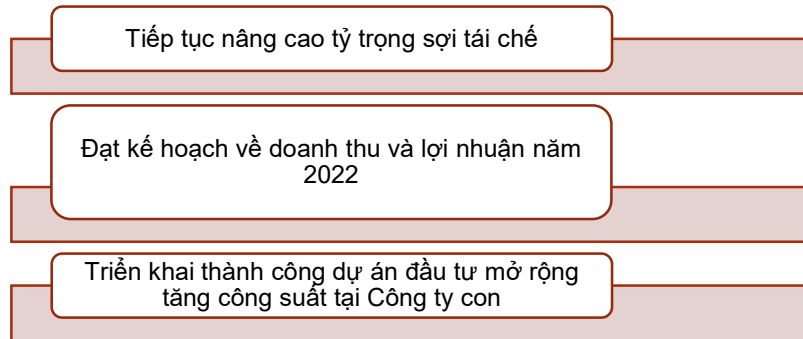 Tiếp tục nâng cao tỷ trọng sợi tái chế
Đạt kế hoạch về doanh thu và lợi nhuận năm
2022
Triển khai thành công dự án đầu tư mở rộng
tăng công suất tại Công ty con